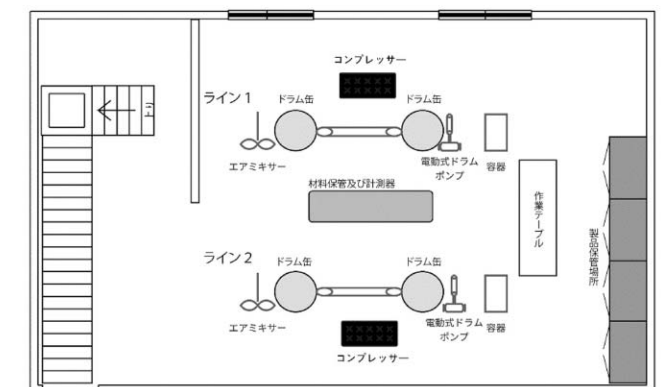 コンプレッサー
ライン1
ドラム缶
ドラム缶
上り
エアミキサー
電動式ドラム
ポンプ
容器
材料保管及び計測器
作業テーブル
製品保管場所
ライン2
ドラム缶
ドラム缶
エアミキサー
電動式ドラム
ポンプ
容器
コンプレッサー